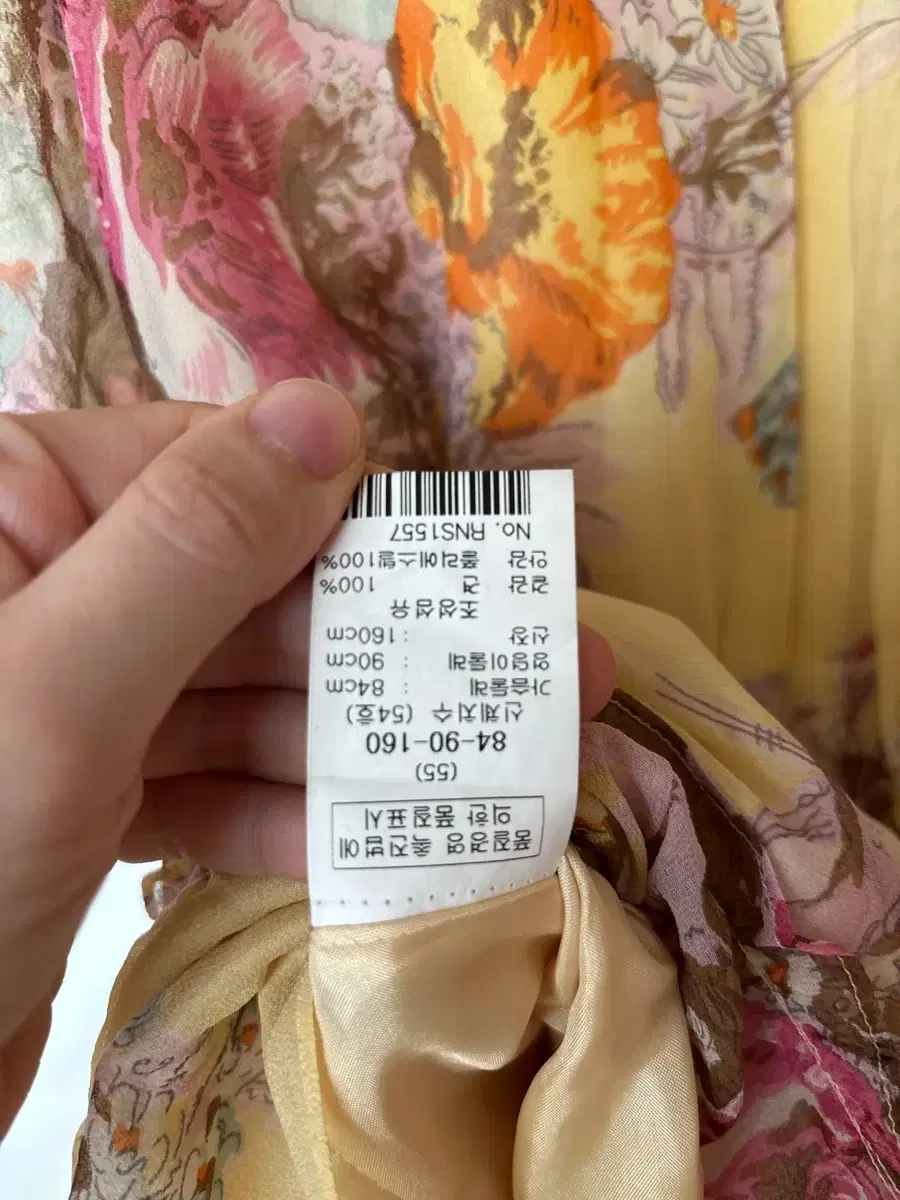 품질경영 촉진법에
의한 품질표시
(55)
84-90-160
신체치수 (54호)
가슴둘레 : 84cm
엉덩이둘레 : 90cm
신장 : 160cm
조성섬유
겉감 견 100%
안감 폴리에스텔100%
No. RNS1557